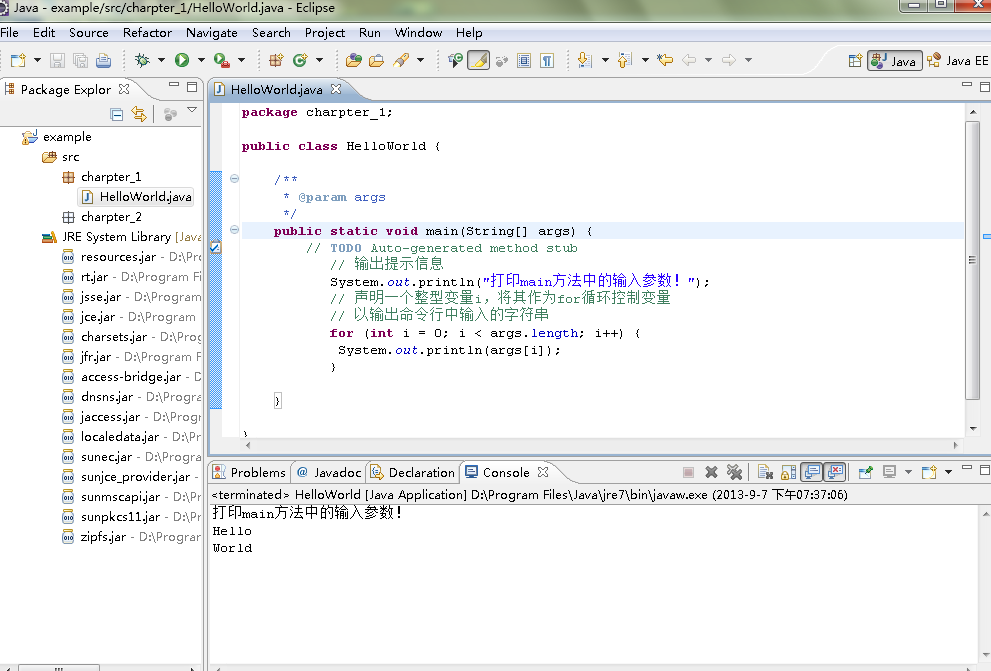 Java - example/src/charpter_1/HelloWorld.java - Eclipse
File Edit Source Refactor Navigate Search Project Run Window Help
Java Java EE
Package Explor
HelloWorld.java
example
src
charpter_1
HelloWorld.java
charpter_2
JRE System Library [Java
resources.jar - D:\Pro
rt.jar - D:\Program Fi
jsse.jar - D:\Program
jce.jar - D:\Program
charsets.jar - D:\Prog
jfr.jar - D:\Program F
access-bridge.jar - D
dnsns.jar - D:\Progra
jaccess.jar - D:\Progr
localedata.jar - D:\Pr
sunec.jar - D:\Progr
sunjce_provider.jar -
sunmscapi.jar - D:\Pr
sunpkcs11.jar - D:\Pr
zipfs.jar - D:\Program
package charpter_1;
public class HelloWorld {
/**
* @param args
*/
public static void main(String[] args) {
// TODO Auto-generated method stub
// 输出提示信息
System.out.println("打印main方法中的输入参数！");
// 声明一个整型变量i，将其作为for循环控制变量
// 以输出命令行中输入的字符串
for (int i = 0; i < args.length; i++) {
System.out.println(args[i]);
}
}
}
Problems @ Javadoc Declaration Console
<terminated> HelloWorld [Java Application] D:\Program Files\Java\jre7\bin\javaw.exe (2013-9-7 下午07:37:06)
打印main方法中的输入参数！
Hello
World